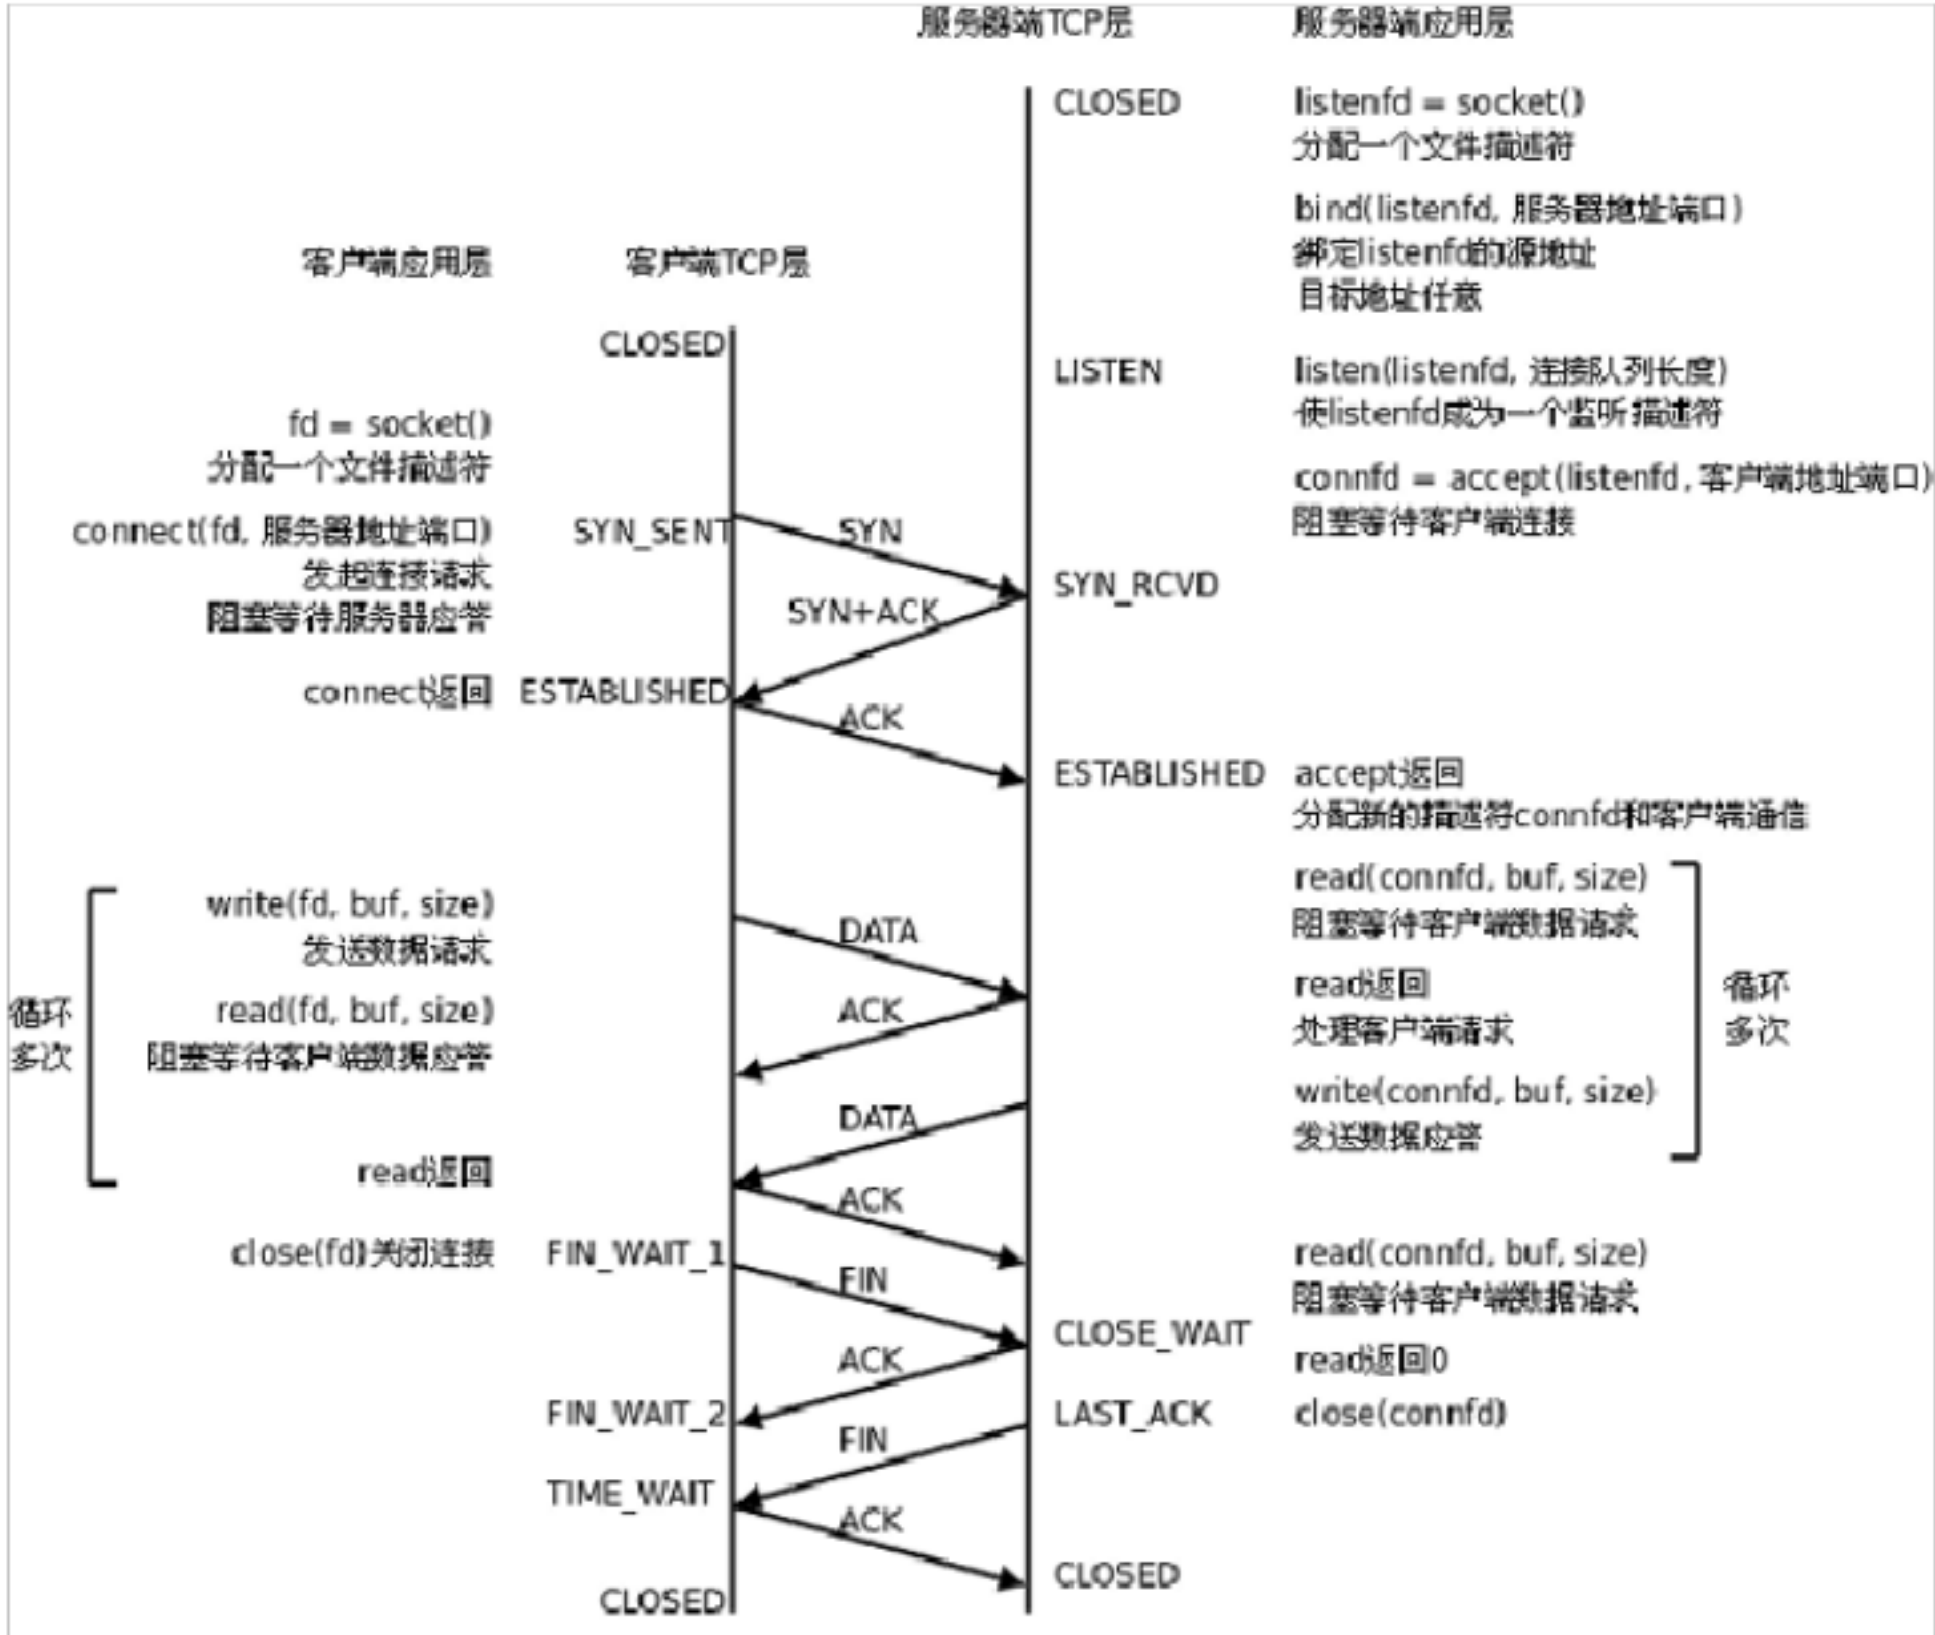 服务器端TCP层 服务器端应用层
CLOSED listenfd = socket()
分配一个文件描述符
bind(listenfd, 服务器地址端口)
绑定listenfd的源地址
目标地址任意
客户端应用层 客户端TCP层
CLOSED
LISTEN listen(listenfd, 连接队列长度)
使listenfd成为一个监听描述符
fd = socket()
分配一个文件描述符
connfd = accept(listenfd, 客户端地址端口)
阻塞等待客户端连接
connect(fd, 服务器地址端口) SYN_SENT SYN
发起连接请求
阻塞等待服务器应答
SYN_RCVD
SYN+ACK
connect返回 ESTABLISHED
ACK
ESTABLISHED accept返回
分配新的描述符connfd和客户端通信
循环
多次
write(fd, buf, size)
发送数据请求
read(fd, buf, size)
阻塞等待客户端数据应答
read返回
DATA
ACK
DATA
ACK
read(connfd, buf, size)
阻塞等待客户端数据请求
read返回
处理客户端请求
write(connfd, buf, size)
发送数据应答
循环
多次
close(fd)关闭连接 FIN_WAIT_1
FIN
read(connfd, buf, size)
阻塞等待客户端数据请求
CLOSE_WAIT
read返回0
ACK
FIN_WAIT_2
LAST_ACK close(connfd)
FIN
TIME_WAIT
ACK
CLOSED
CLOSED